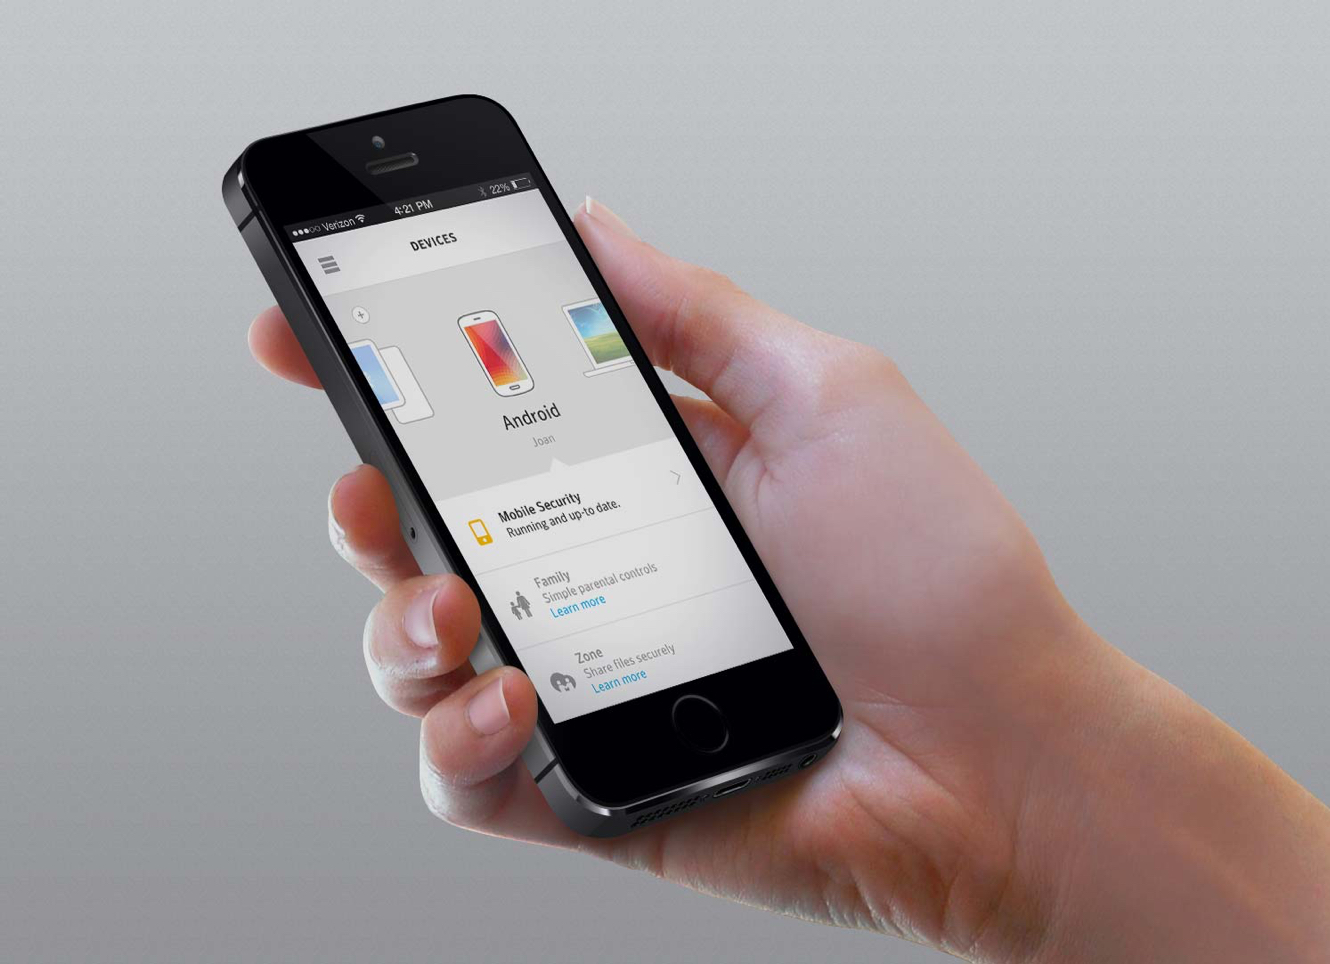 Verizon 4:21 PM 22%
DEVICES
Android
Joan
Mobile Security
Running and up-to date.
Family
Simple parental controls
Learn more
Zone
Share files securely
Learn more